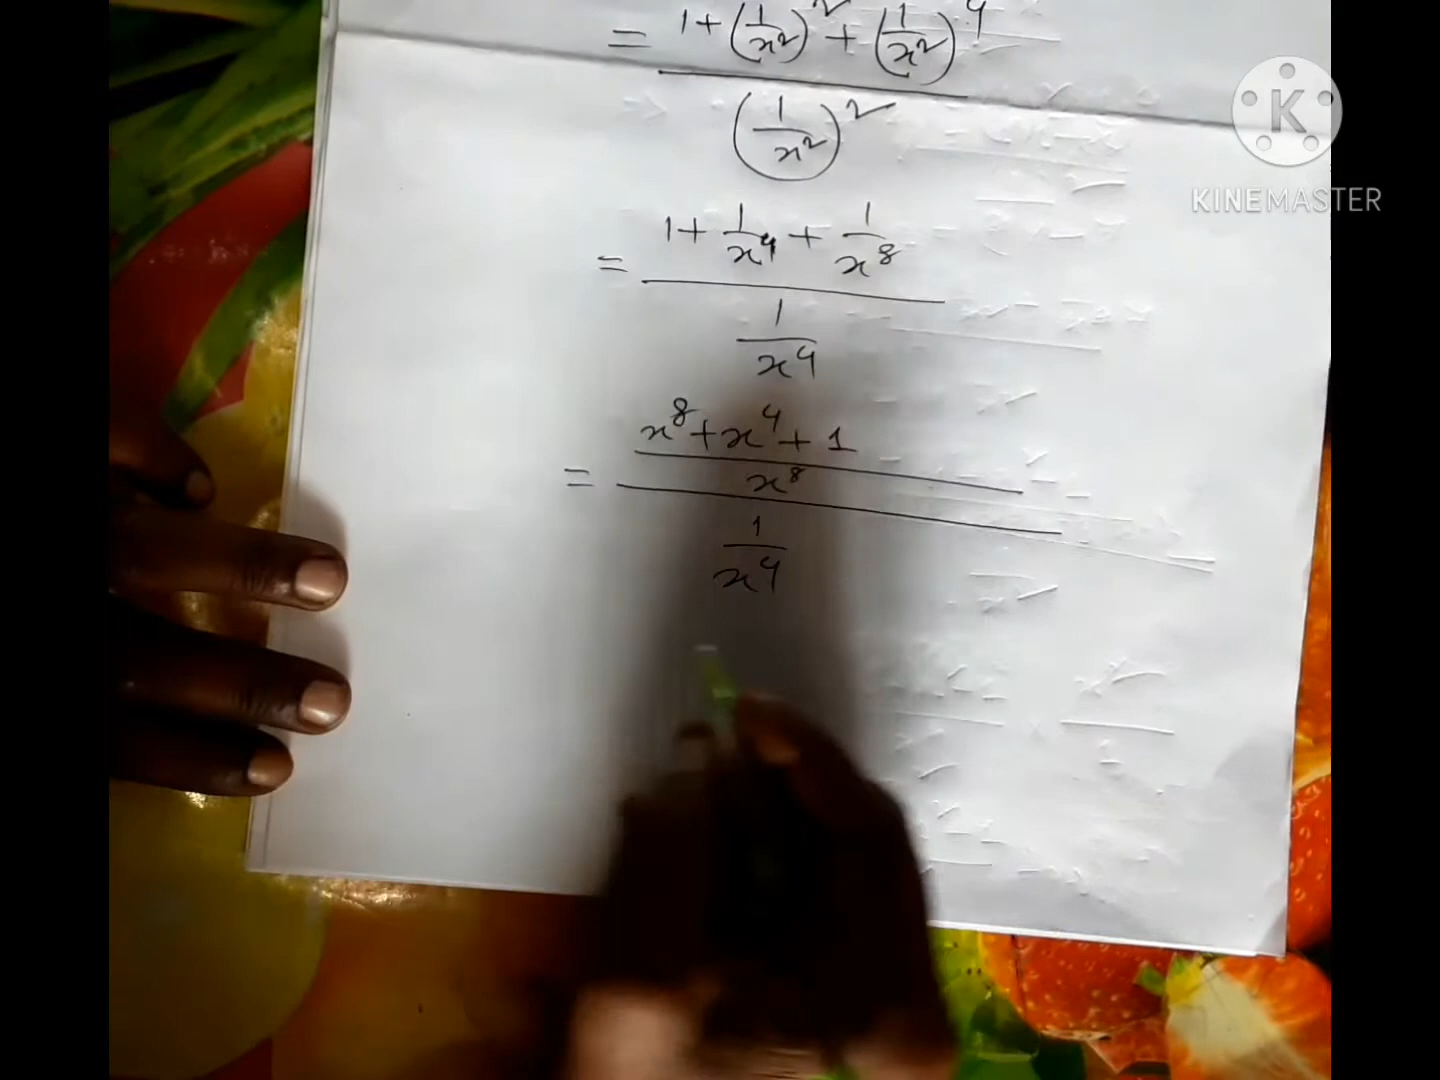 = (1+(1/x²)²+(1/x²)⁴)/((1/x²)²)
K
KINEMASTER
= (1+1/x⁴+1/x⁸)/(1/x⁴)
= ((x⁸+x⁴+1)/x⁸)/(1/x⁴)